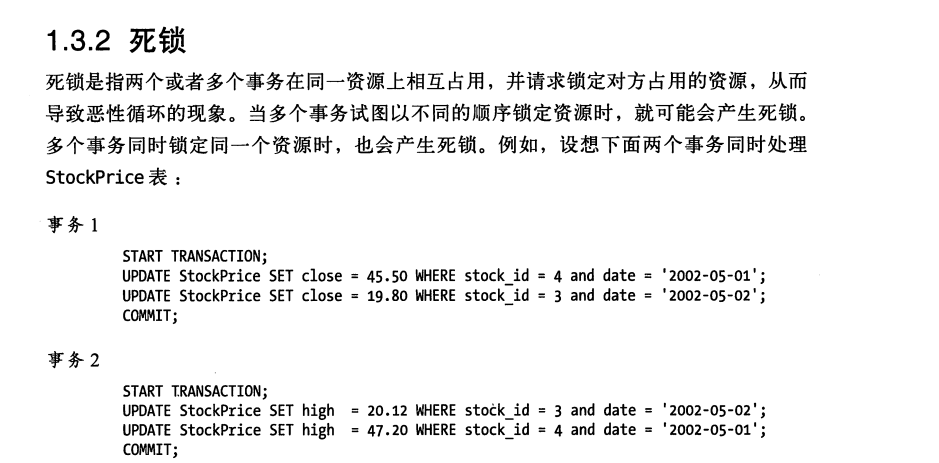 1.3.2 死锁
死锁是指两个或者多个事务在同一资源上相互占用，并请求锁定对方占用的资源，从而
导致恶性循环的现象。当多个事务试图以不同的顺序锁定资源时，就可能会产生死锁。
多个事务同时锁定同一个资源时，也会产生死锁。例如，设想下面两个事务同时处理
StockPrice 表：
事务 1
START TRANSACTION;
UPDATE StockPrice SET close = 45.50 WHERE stock_id = 4 and date = '2002-05-01';
UPDATE StockPrice SET close = 19.80 WHERE stock_id = 3 and date = '2002-05-02';
COMMIT;
事务 2
START TRANSACTION;
UPDATE StockPrice SET high  = 20.12 WHERE stock_id = 3 and date = '2002-05-02';
UPDATE StockPrice SET high  = 47.20 WHERE stock_id = 4 and date = '2002-05-01';
COMMIT;